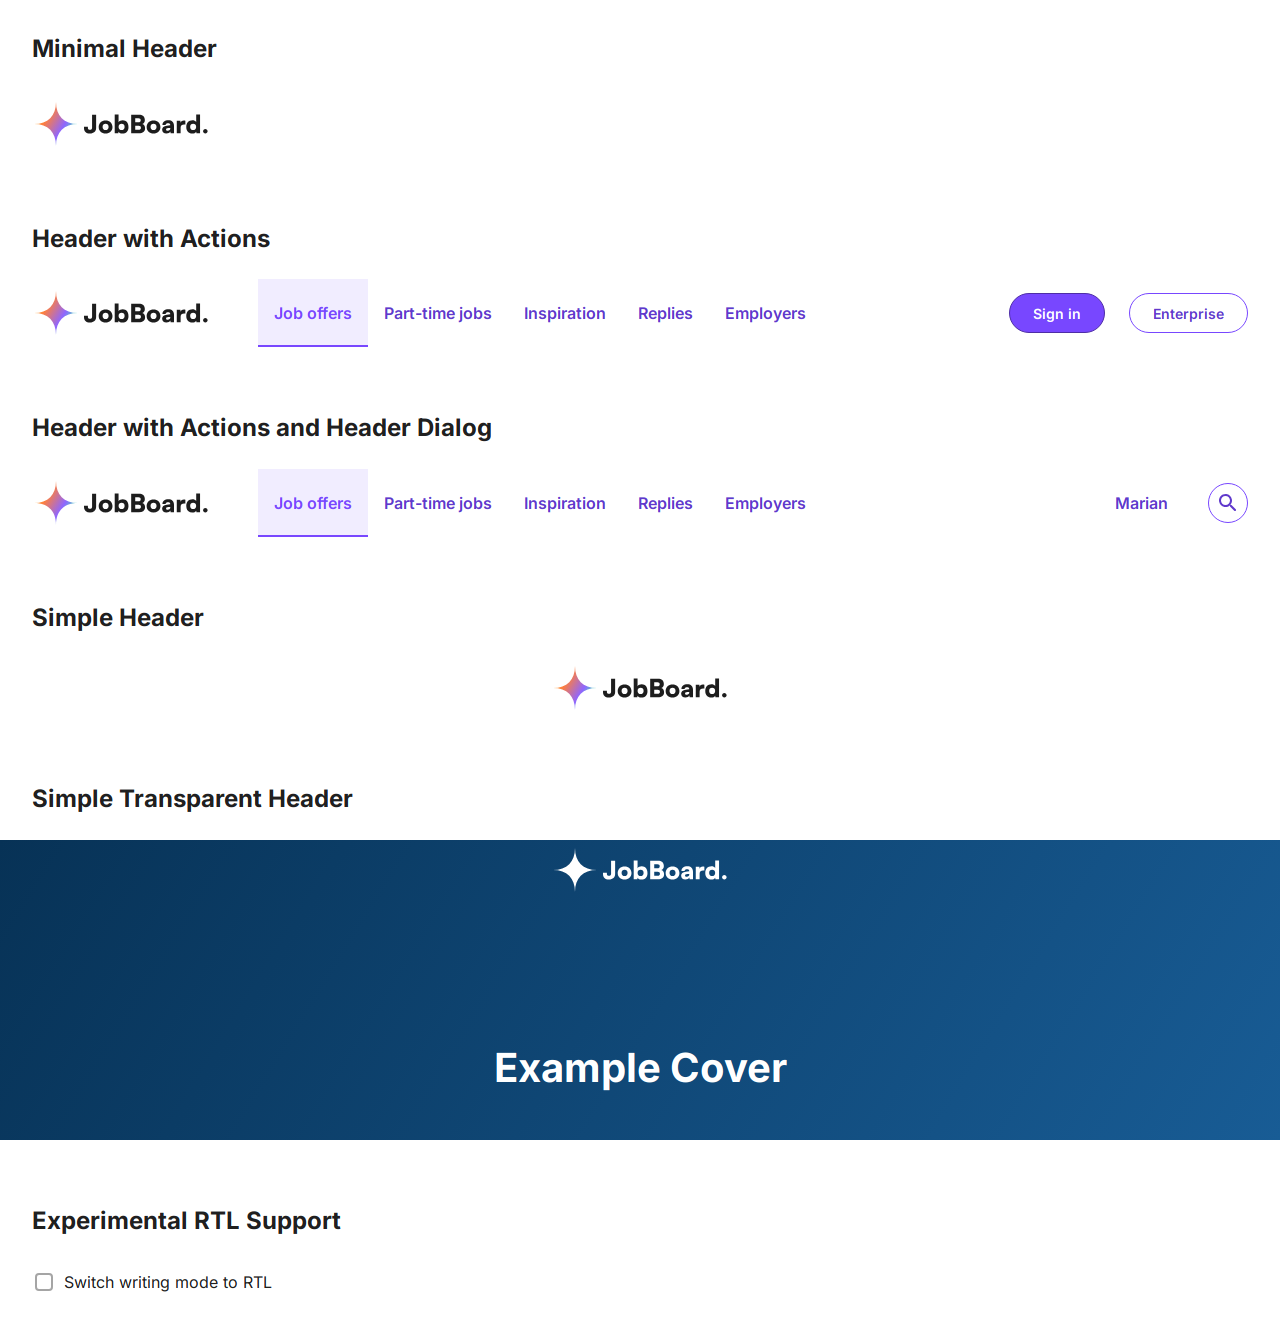 Minimal Header
JobBoard.
Header with Actions
JobBoard. Job offers Part-time jobs Inspiration Replies Employers Sign in Enterprise
Header with Actions and Header Dialog
JobBoard. Job offers Part-time jobs Inspiration Replies Employers Marian
Simple Header
JobBoard.
Simple Transparent Header
JobBoard.
Example Cover
Experimental RTL Support
Switch writing mode to RTL